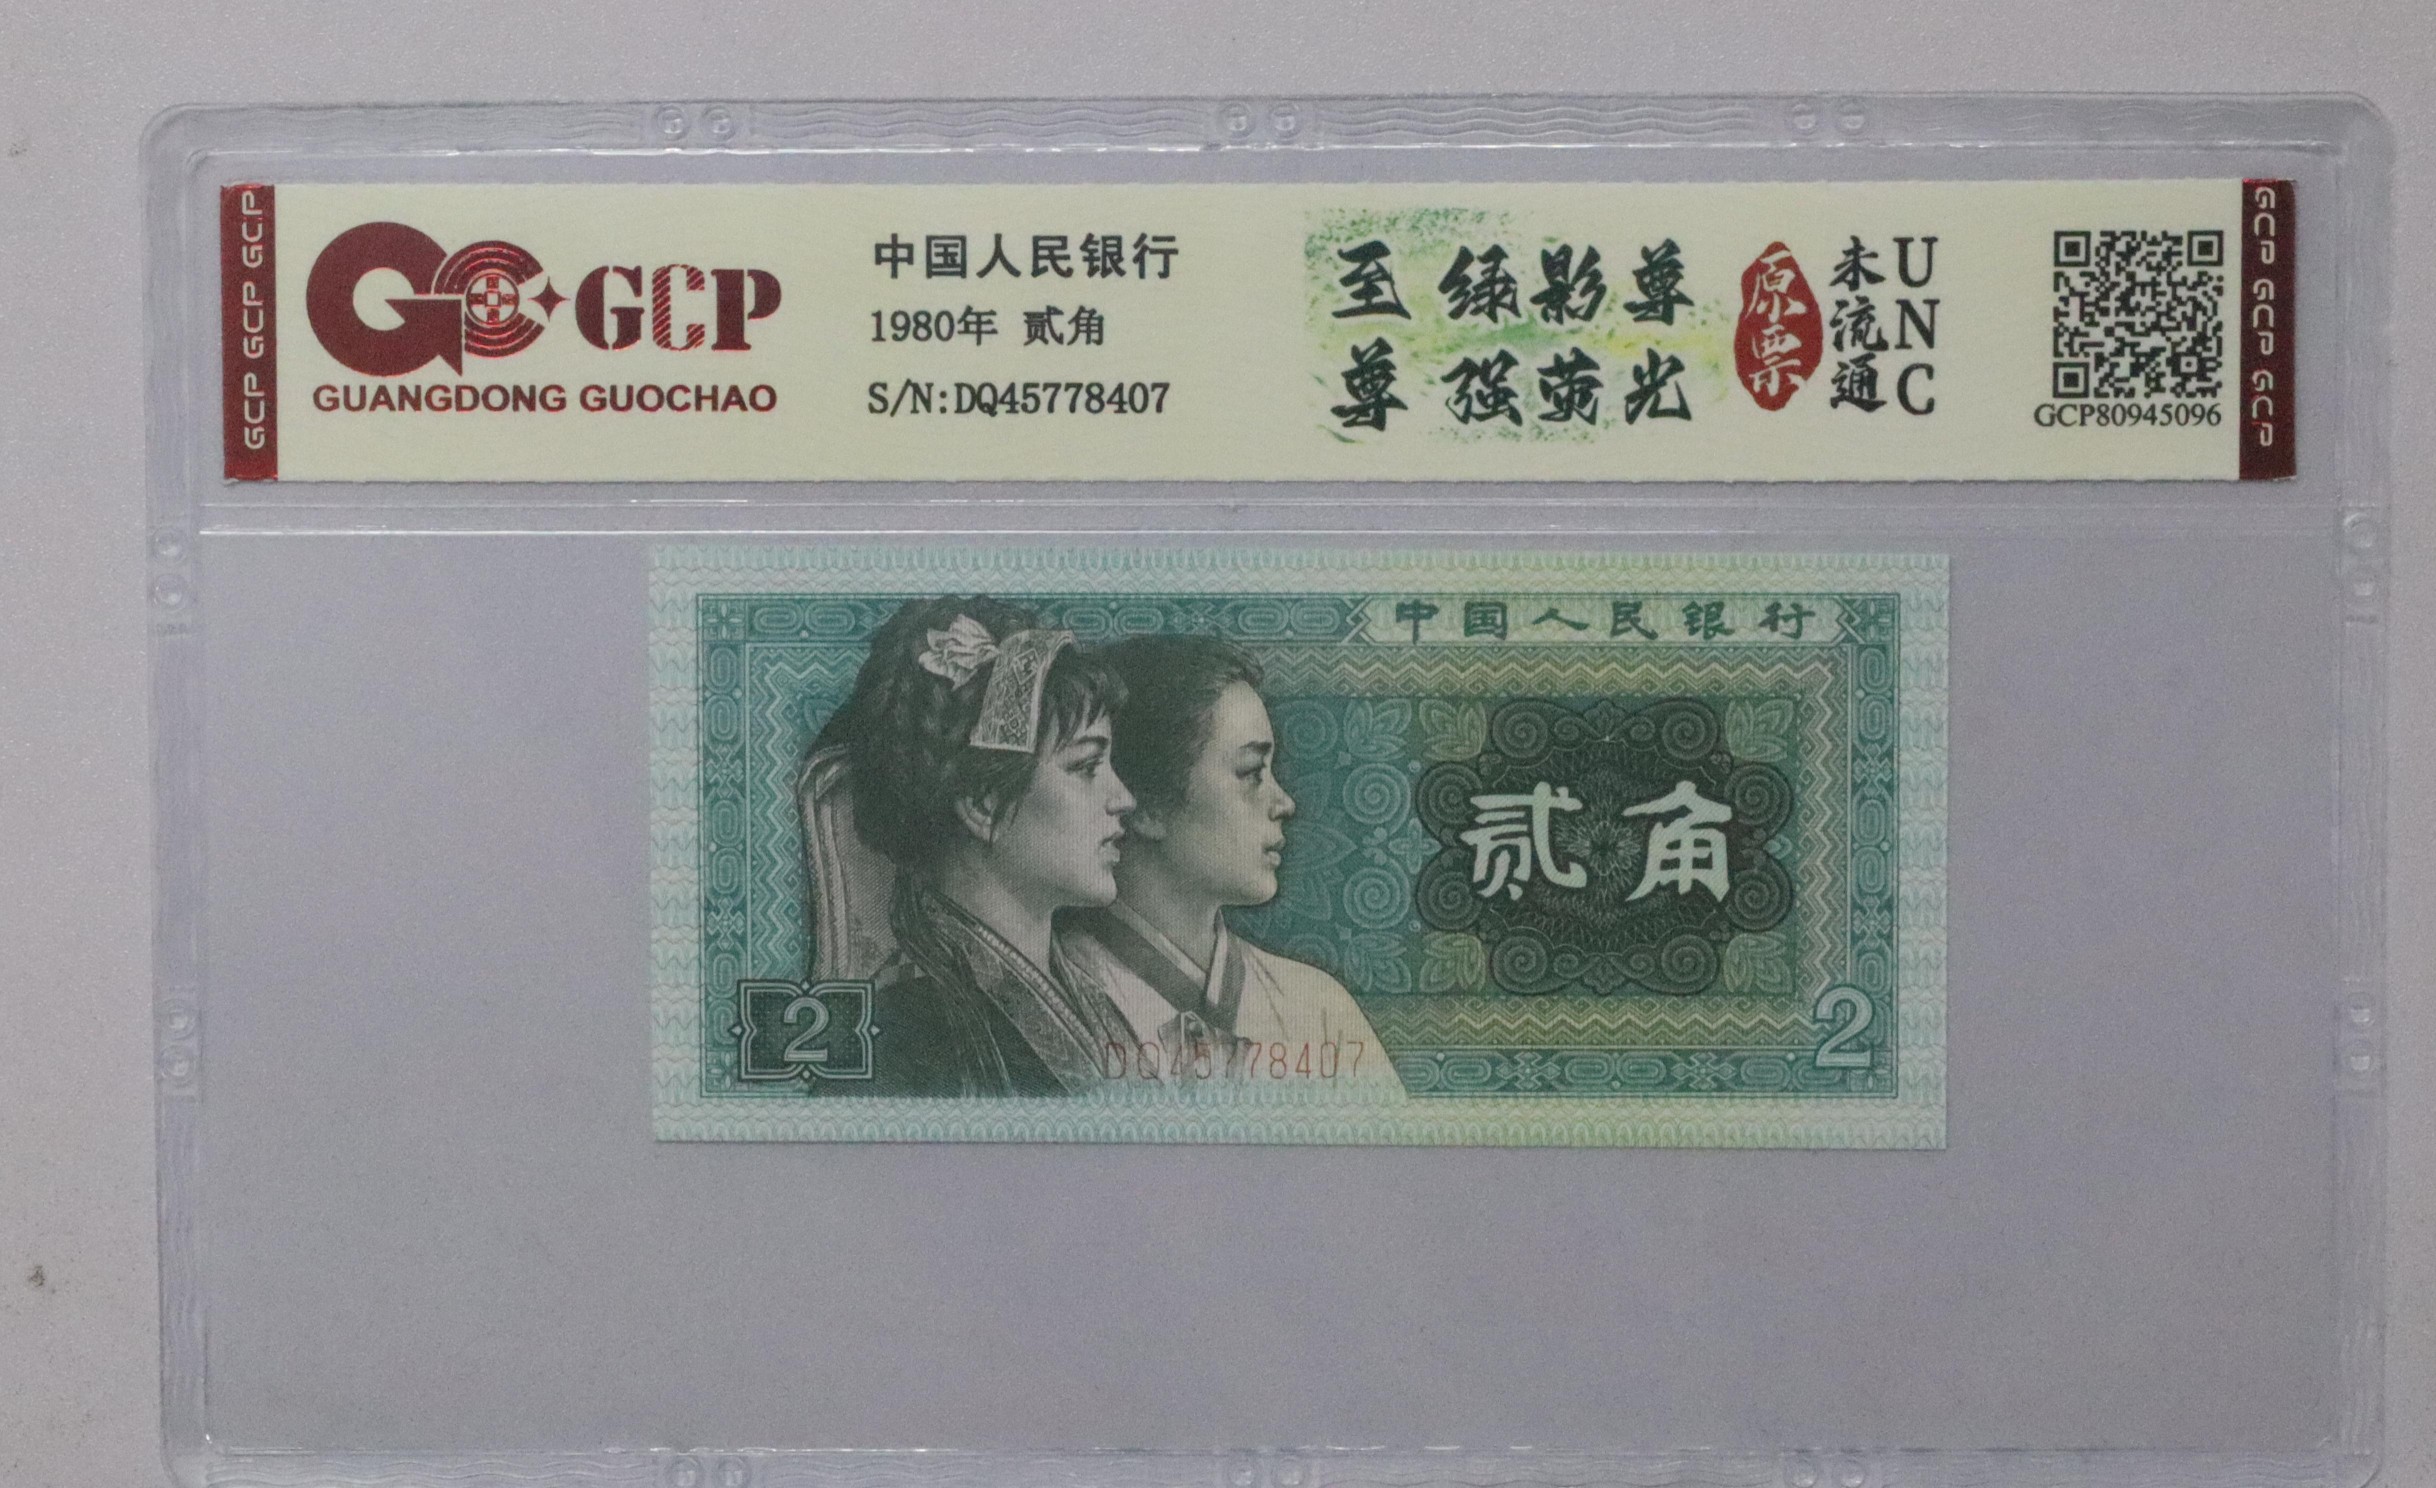 GCP GCP GCP
GCP
GUANGDONG GUOCHAO
中国人民银行
1980年 贰角
S/N:DQ45778407
至尊
绿影尊
强荧光
原票
未流通
UNC
GCP80945096
GCP GCP GCP
中国人民银行
贰角
2
DQ45778407
2